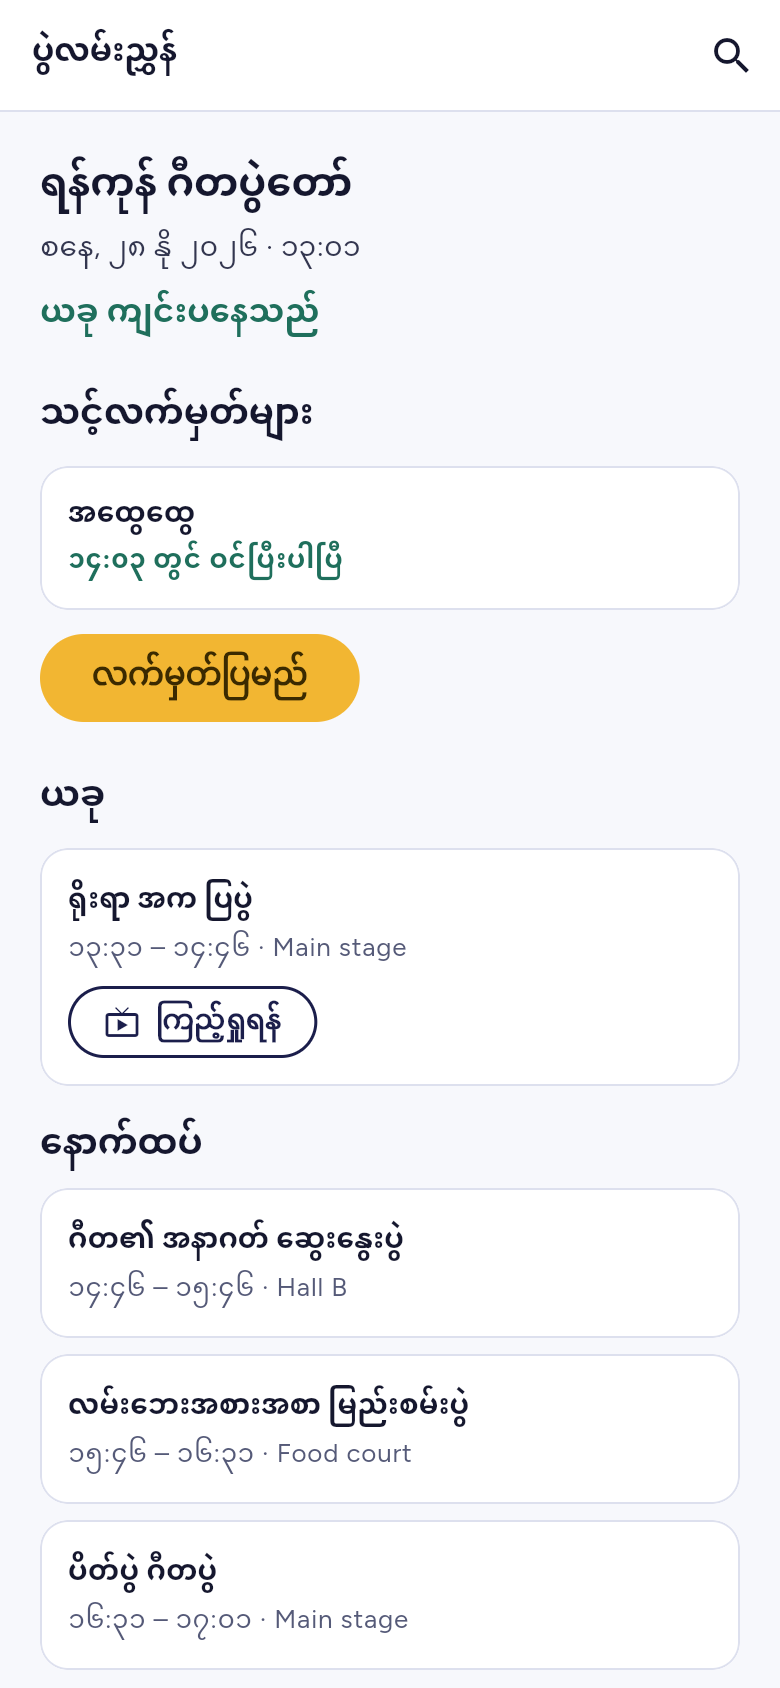 ပွဲလမ်းညွှန်
ရန်ကုန် ဂီတပွဲတော်
စနေ, ၂၈ နို ၂၀၂၆ · ၁၃:၀၁
ယခု ကျင်းပနေသည်
သင့်လက်မှတ်များ
အထွေထွေ
၁၄:၀၃ တွင် ဝင်ပြီးပါပြီ
လက်မှတ်ပြမည်
ယခု
ရိုးရာ အက ပြပွဲ
၁၃:၃၁ – ၁၄:၄၆ · Main stage
ကြည့်ရှုရန်
နောက်ထပ်
ဂီတ၏ အနာဂတ် ဆွေးနွေးပွဲ
၁၄:၄၆ – ၁၅:၄၆ · Hall B
လမ်းဘေးအစားအစာ မြည်းစမ်းပွဲ
၁၅:၄၆ – ၁၆:၃၁ · Food court
ပိတ်ပွဲ ဂီတပွဲ
၁၆:၃၁ – ၁၇:၀၁ · Main stage